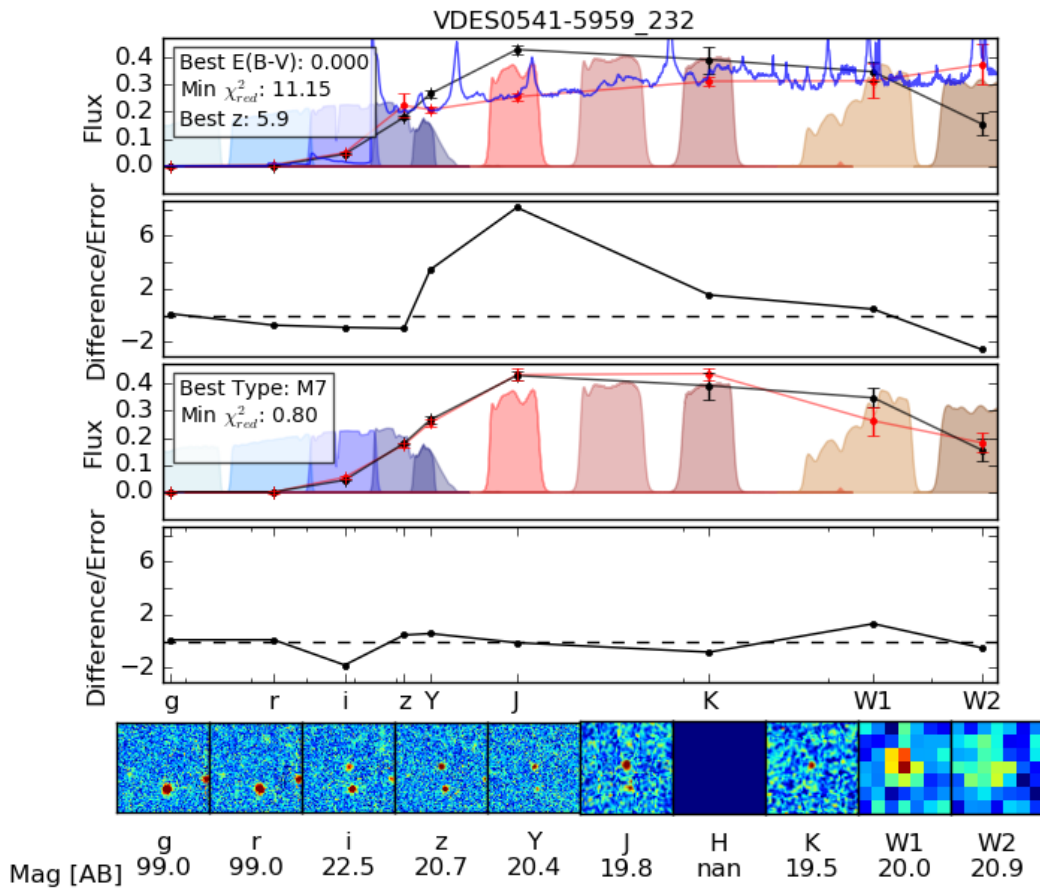 VDES0541-5959_232
Flux
0.4
0.3
0.2
0.1
0.0
Best E(B-V): 0.000
Min χ²red: 11.15
Best z: 5.9
Difference/Error
6
2
−2
Flux
0.4
0.3
0.2
0.1
0.0
Best Type: M7
Min χ²red: 0.80
Difference/Error
6
2
−2
g r i z Y J K W1 W2
g r i z Y J H K W1 W2
Mag [AB] 99.0 99.0 22.5 20.7 20.4 19.8 nan 19.5 20.0 20.9